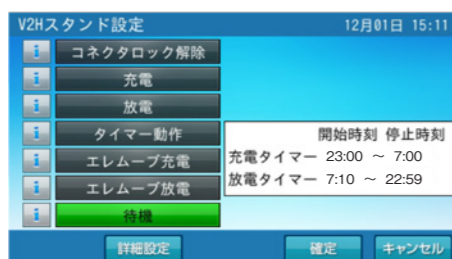 V2Hスタンド設定 12月01日 15:11
i コネクタロック解除
i 充電
i 放電
i タイマー動作
開始時刻 停止時刻
i エレムーブ充電
充電タイマー 23:00 ～ 7:00
i エレムーブ放電
放電タイマー 7:10 ～ 22:59
i 待機
詳細設定 確定 キャンセル